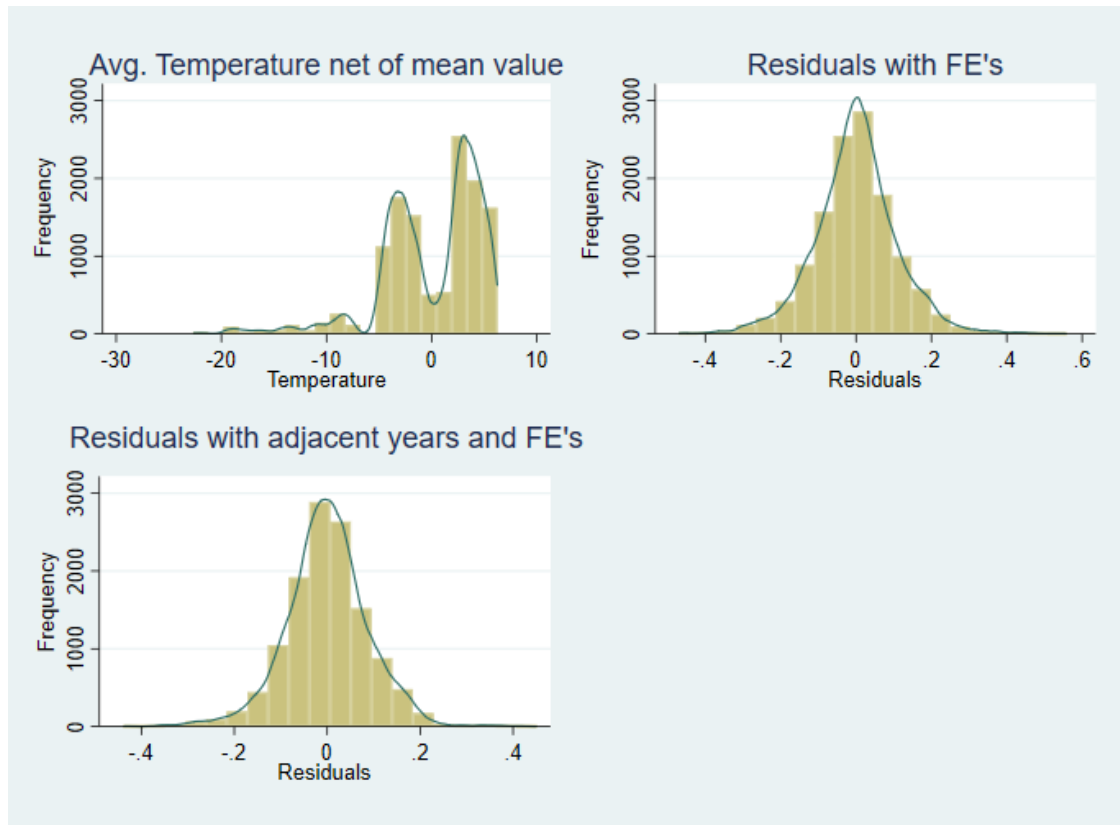 Avg. Temperature net of mean value
Frequency
3000
2000
1000
0
-30 -20 -10 0 10
Temperature
Residuals with FE's
Frequency
3000
2000
1000
0
-.4 -.2 0 .2 .4 .6
Residuals
Residuals with adjacent years and FE's
Frequency
3000
2000
1000
0
-.4 -.2 0 .2 .4
Residuals